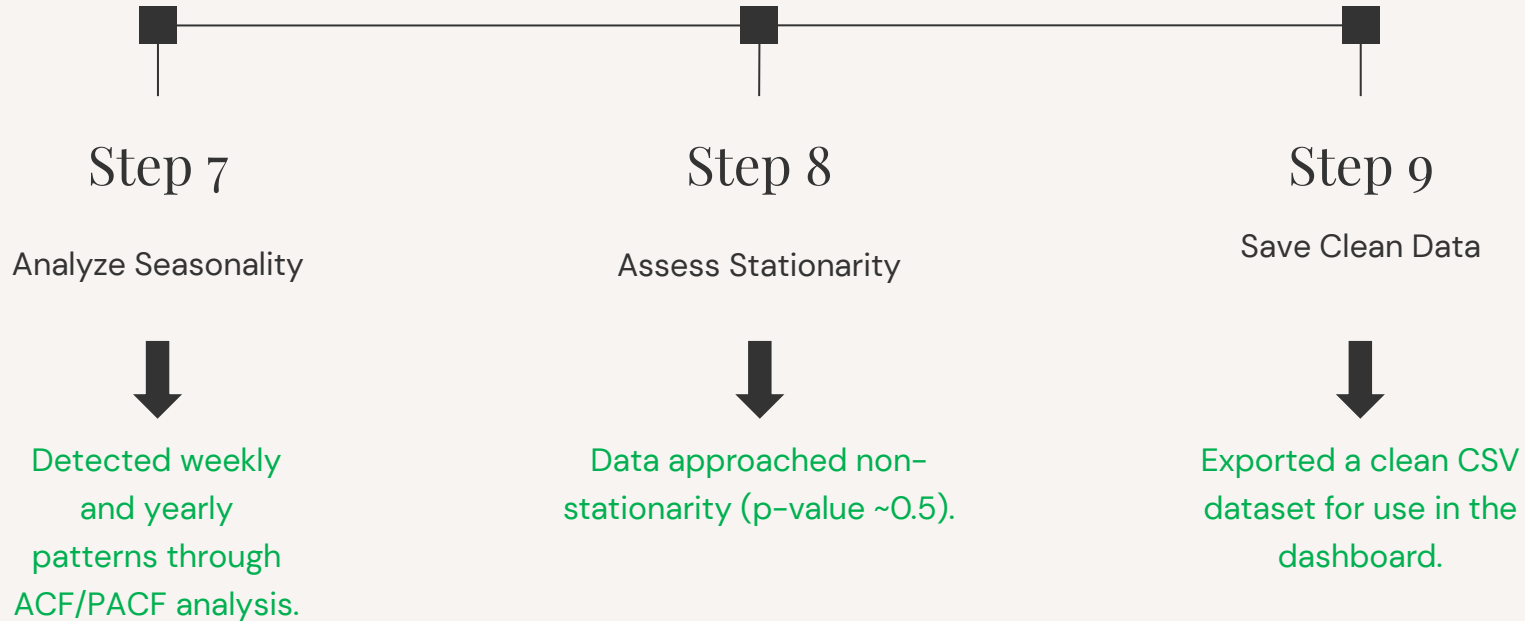 Step 7
Analyze Seasonality
Detected weekly
and yearly
patterns through
ACF/PACF analysis.
Step 8
Assess Stationarity
Data approached non-
stationarity (p-value ~0.5).
Step 9
Save Clean Data
Exported a clean CSV
dataset for use in the
dashboard.